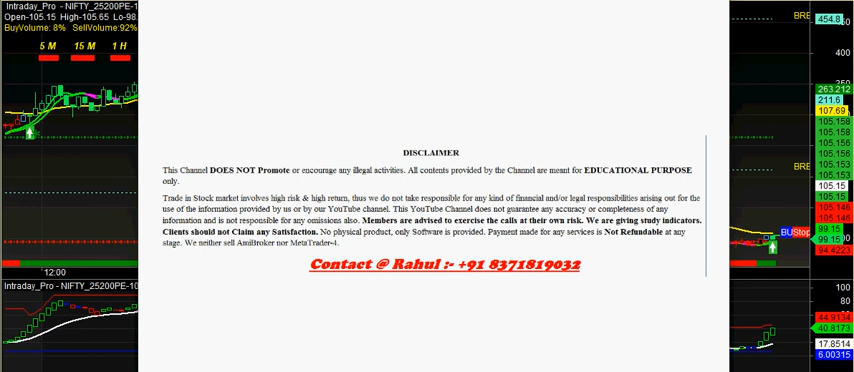 Intraday_Pro - NIFTY_25200PE-1
Open-105.15 High-105.65 Lo-98.
BuyVolume: 8% SellVolume:92%
5 M 15 M 1 H
12:00
Intraday_Pro - NIFTY_25200PE-10
DISCLAIMER
This Channel DOES NOT Promote or encourage any illegal activities. All contents provided by the Channel are meant for EDUCATIONAL PURPOSE
only.
Trade in Stock market involves high risk & high return, thus we do not take responsible for any kind of financial and/or legal responsibilities arising out for the
use of the information provided by us or by our YouTube channel. This YouTube Channel does not guarantee any accuracy or completeness of any
information and is not responsible for any omissions also. Members are advised to exercise the calls at their own risk. We are giving study indicators.
Clients should not Claim any Satisfaction. No physical product, only Software is provided. Payment made for any services is Not Refundable at any
stage. We neither sell AmiBroker nor MetaTrader-4.
Contact @ Rahul :- +91 8371819032
BRE
454.8
400
263.212
211.6
107.69
105.158
105.158
105.156
105.156
105.153
BRE
105.15
105.15
105.146
105.146
99.15
BU Stop
99.15
94.4223
100
80
44.9134
40.8173
17.8514
6.00315